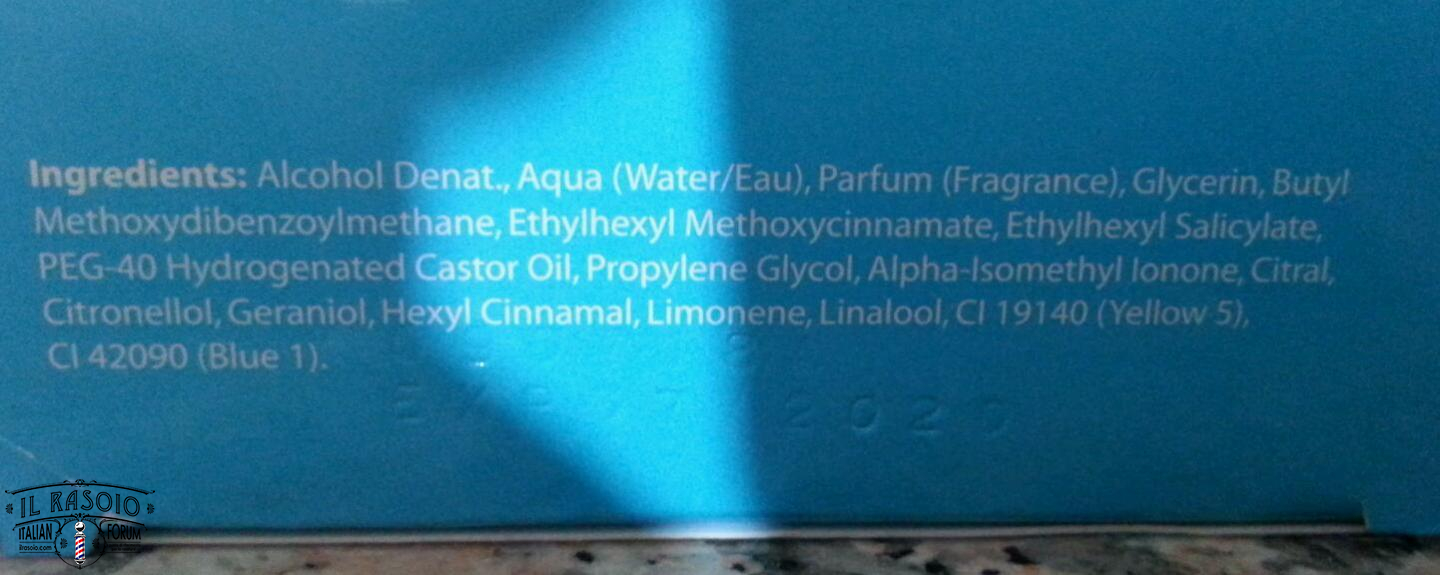 Ingredients: Alcohol Denat., Aqua (Water/Eau), Parfum (Fragrance), Glycerin, Butyl
Methoxydibenzoylmethane, Ethylhexyl Methoxycinnamate, Ethylhexyl Salicylate,
PEG-40 Hydrogenated Castor Oil, Propylene Glycol, Alpha-Isomethyl Ionone, Citral,
Citronellol, Geraniol, Hexyl Cinnamal, Limonene, Linalool, CI 19140 (Yellow 5),
CI 42090 (Blue 1).
IL RASOIO
ITALIAN FORUM
ilrasoio.com